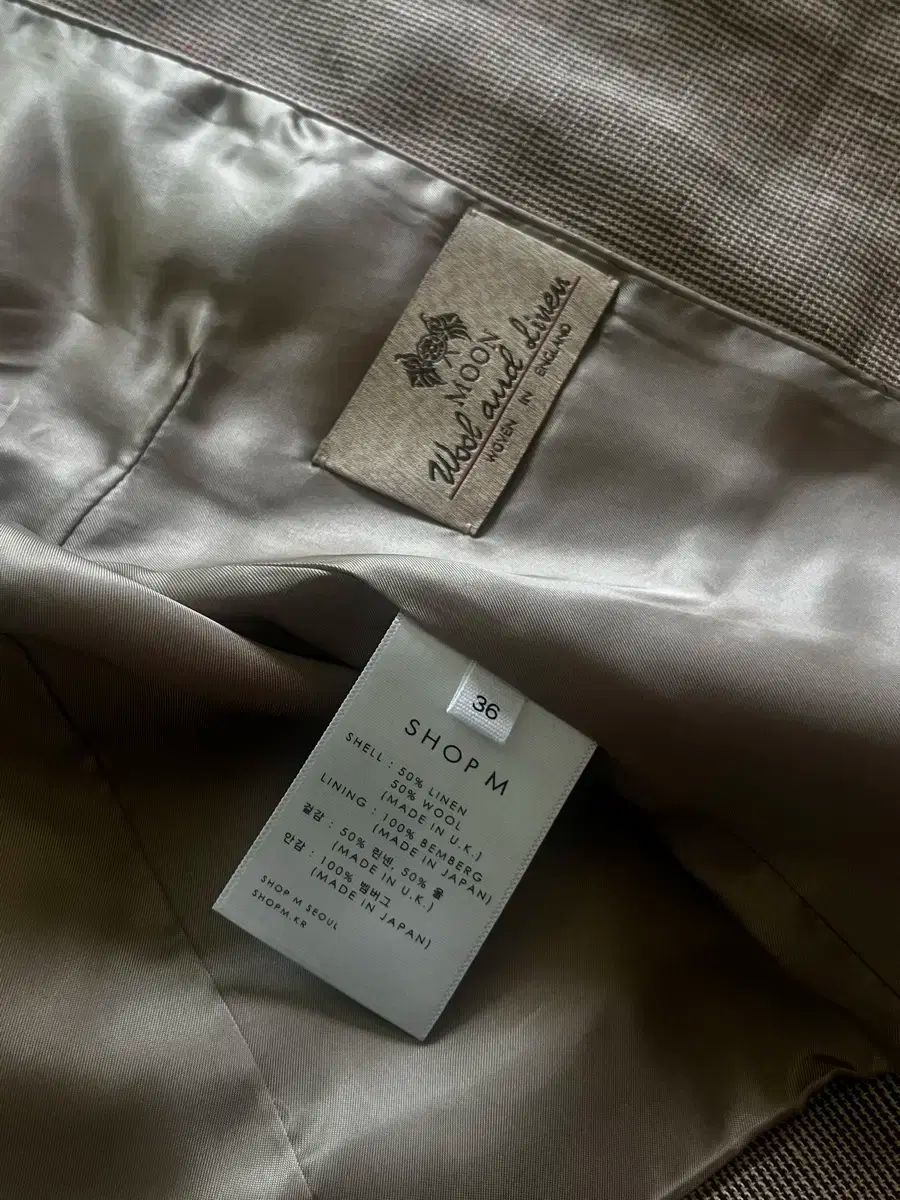 MOON
Wool and Linen
WOVEN IN ENGLAND
36
SHOP M
SHELL : 50% LINEN
50% WOOL
(MADE IN U.K.)
LINING : 100% BEMBERG
(MADE IN JAPAN)
겉감 : 50% 린넨, 50% 울
(MADE IN U.K.)
안감 : 100% 벰버그
(MADE IN JAPAN)
SHOP M SEOUL
SHOPM.KR